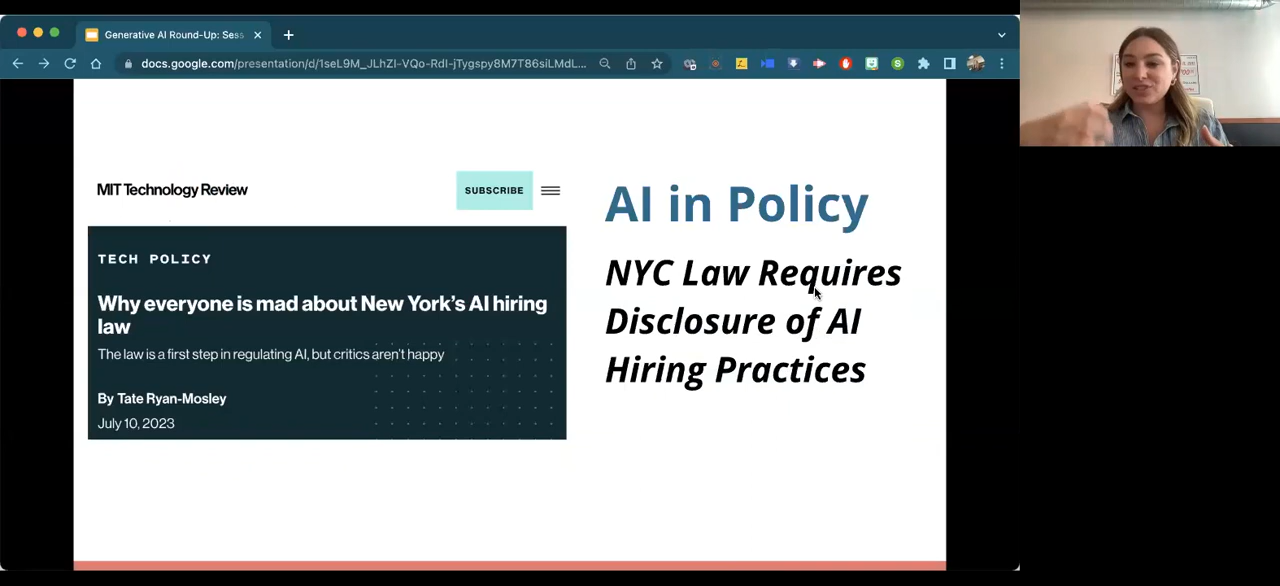 Generative AI Round-Up: Sess
docs.google.com/presentation/d/1seL9M_JLhZI-VQo-RdI-jTygspy8M7T86siLMdL...
MIT Technology Review
SUBSCRIBE
TECH POLICY
Why everyone is mad about New York's AI hiring
law
The law is a first step in regulating AI, but critics aren't happy
By Tate Ryan-Mosley
July 10, 2023
AI in Policy
NYC Law Requires
Disclosure of AI
Hiring Practices